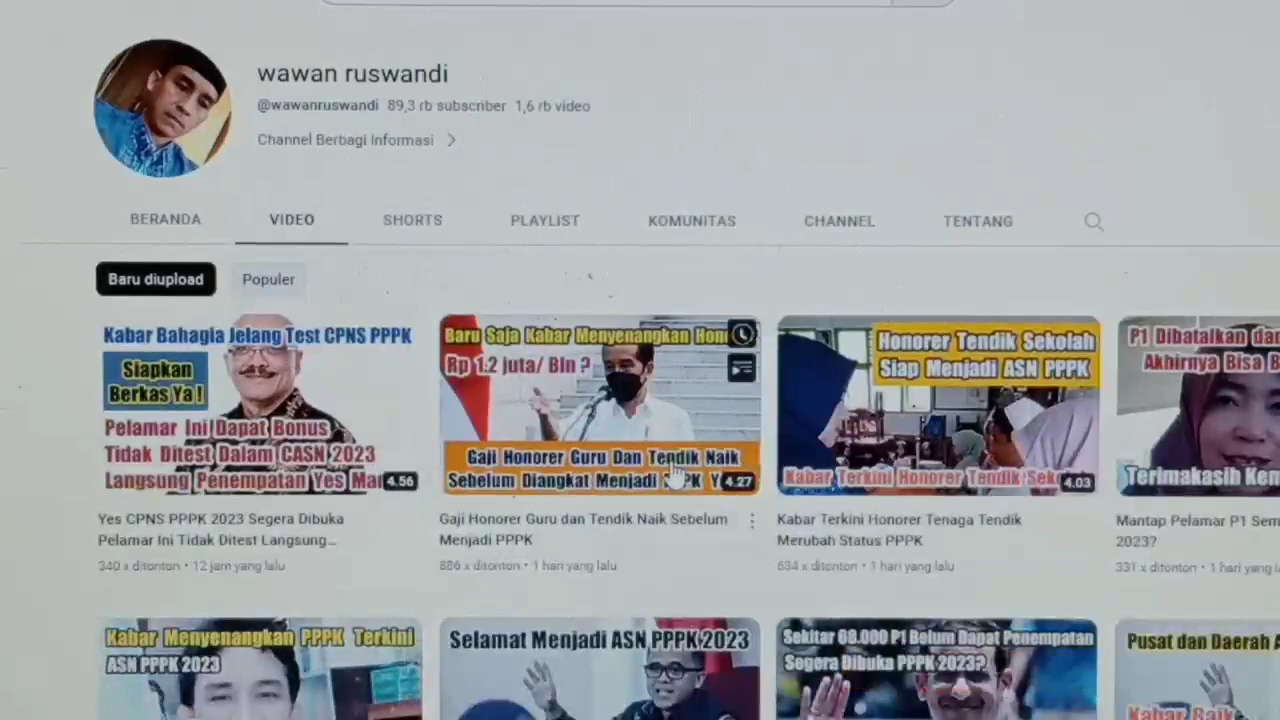 wawan ruswandi
@wawanruswandi 89,3 rb subscriber 1,6 rb video
Channel Berbagi Informasi
BERANDA VIDEO SHORTS PLAYLIST KOMUNITAS CHANNEL TENTANG
Baru diupload Populer
Kabar Bahagia Jelang Test CPNS PPPK
Siapkan
Berkas Ya !
Pelamar Ini Dapat Bonus
Tidak Ditest Dalam CASN 2023
Langsung Penempatan Yes
4.56
Yes CPNS PPPK 2023 Segera Dibuka
Pelamar Ini Tidak Ditest Langsung...
340 x ditonton • 12 jam yang lalu
Baru Saja Kabar Menyenangkan Hon
Rp 1.2 juta/ Bln ?
Gaji Honorer Guru Dan Tendik Naik
Sebelum Diangkat Menjadi
4.27
Gaji Honorer Guru dan Tendik Naik Sebelum
Menjadi PPPK
886 x ditonton • 1 hari yang lalu
Honorer Tendik Sekolah
Siap Menjadi ASN PPPK
Kabar Terkini Honorer Tendik Sek
4.03
Kabar Terkini Honorer Tenaga Tendik
Merubah Status PPPK
634 x ditonton • 1 hari yang lalu
P1 Dibatalkan dar
Akhirnya Bisa B
Terimakasih Ken
Mantap Pelamar P1 Sem
2023?
331 x ditonton • 1 hari yang
Kabar Menyenangkan PPPK Terkini
ASN PPPK 2023
Selamat Menjadi ASN PPPK 2023
Sekitar 68.000 P1 Belum Dapat Penempatan
Segera Dibuka PPPK 2023?
Pusat dan Daerah A
Kabar Baik